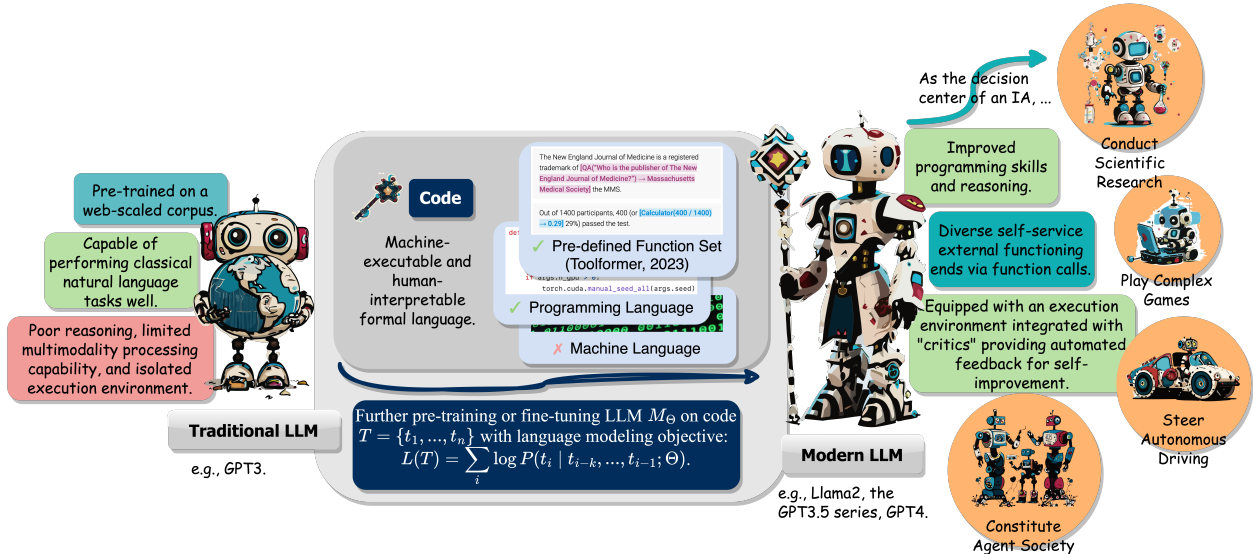 Pre-trained on a
web-scaled corpus.
Capable of
performing classical
natural language
tasks well.
Poor reasoning, limited
multimodality processing
capability, and isolated
execution environment.
Traditional LLM
e.g., GPT3.
Code
Machine-
executable and
human-
interpretable
formal language.
The New England Journal of Medicine is a registered
trademark of [QA("Who is the publisher of The New
England Journal of Medicine?") → Massachusetts
Medical Society] the MMS.
Out of 1400 participants, 400 (or [Calculator(400 / 1400)
→ 0.29] 29%) passed the test.
✓ Pre-defined Function Set
(Toolformer, 2023)
torch.cuda.manual_seed_all(args.seed)
✓ Programming Language
✗ Machine Language
Further pre-training or fine-tuning LLM M_Θ on code
T = {t_1, ..., t_n} with language modeling objective:
L(T) = ∑_i log P(t_i | t_{i−k}, ..., t_{i−1}; Θ).
Modern LLM
e.g., Llama2, the
GPT3.5 series, GPT4.
As the decision
center of an IA, ...
Improved
programming skills
and reasoning.
Diverse self-service
external functioning
ends via function calls.
Equipped with an execution
environment integrated with
"critics" providing automated
feedback for self-
improvement.
Conduct
Scientific
Research
Play Complex
Games
Steer
Autonomous
Driving
Constitute
Agent Society